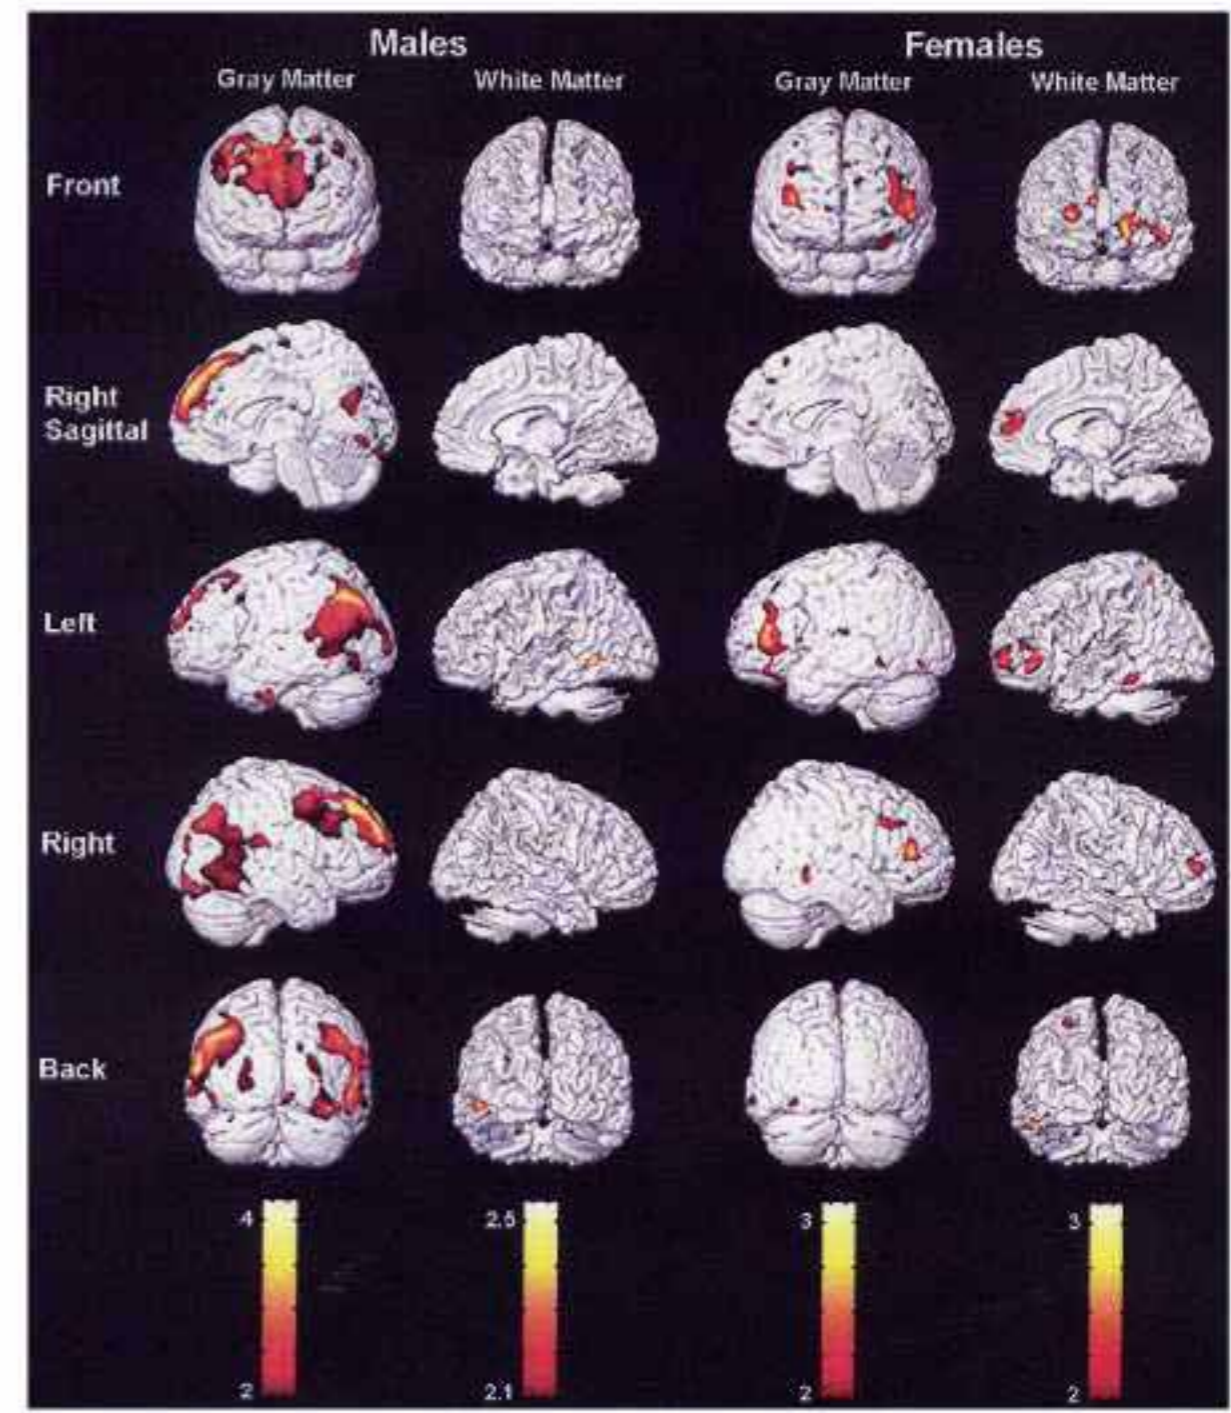 Males Females
Gray Matter White Matter Gray Matter White Matter
Front
Right
Sagittal
Left
Right
Back
4 2.5 3 3
2 2.1 2 2